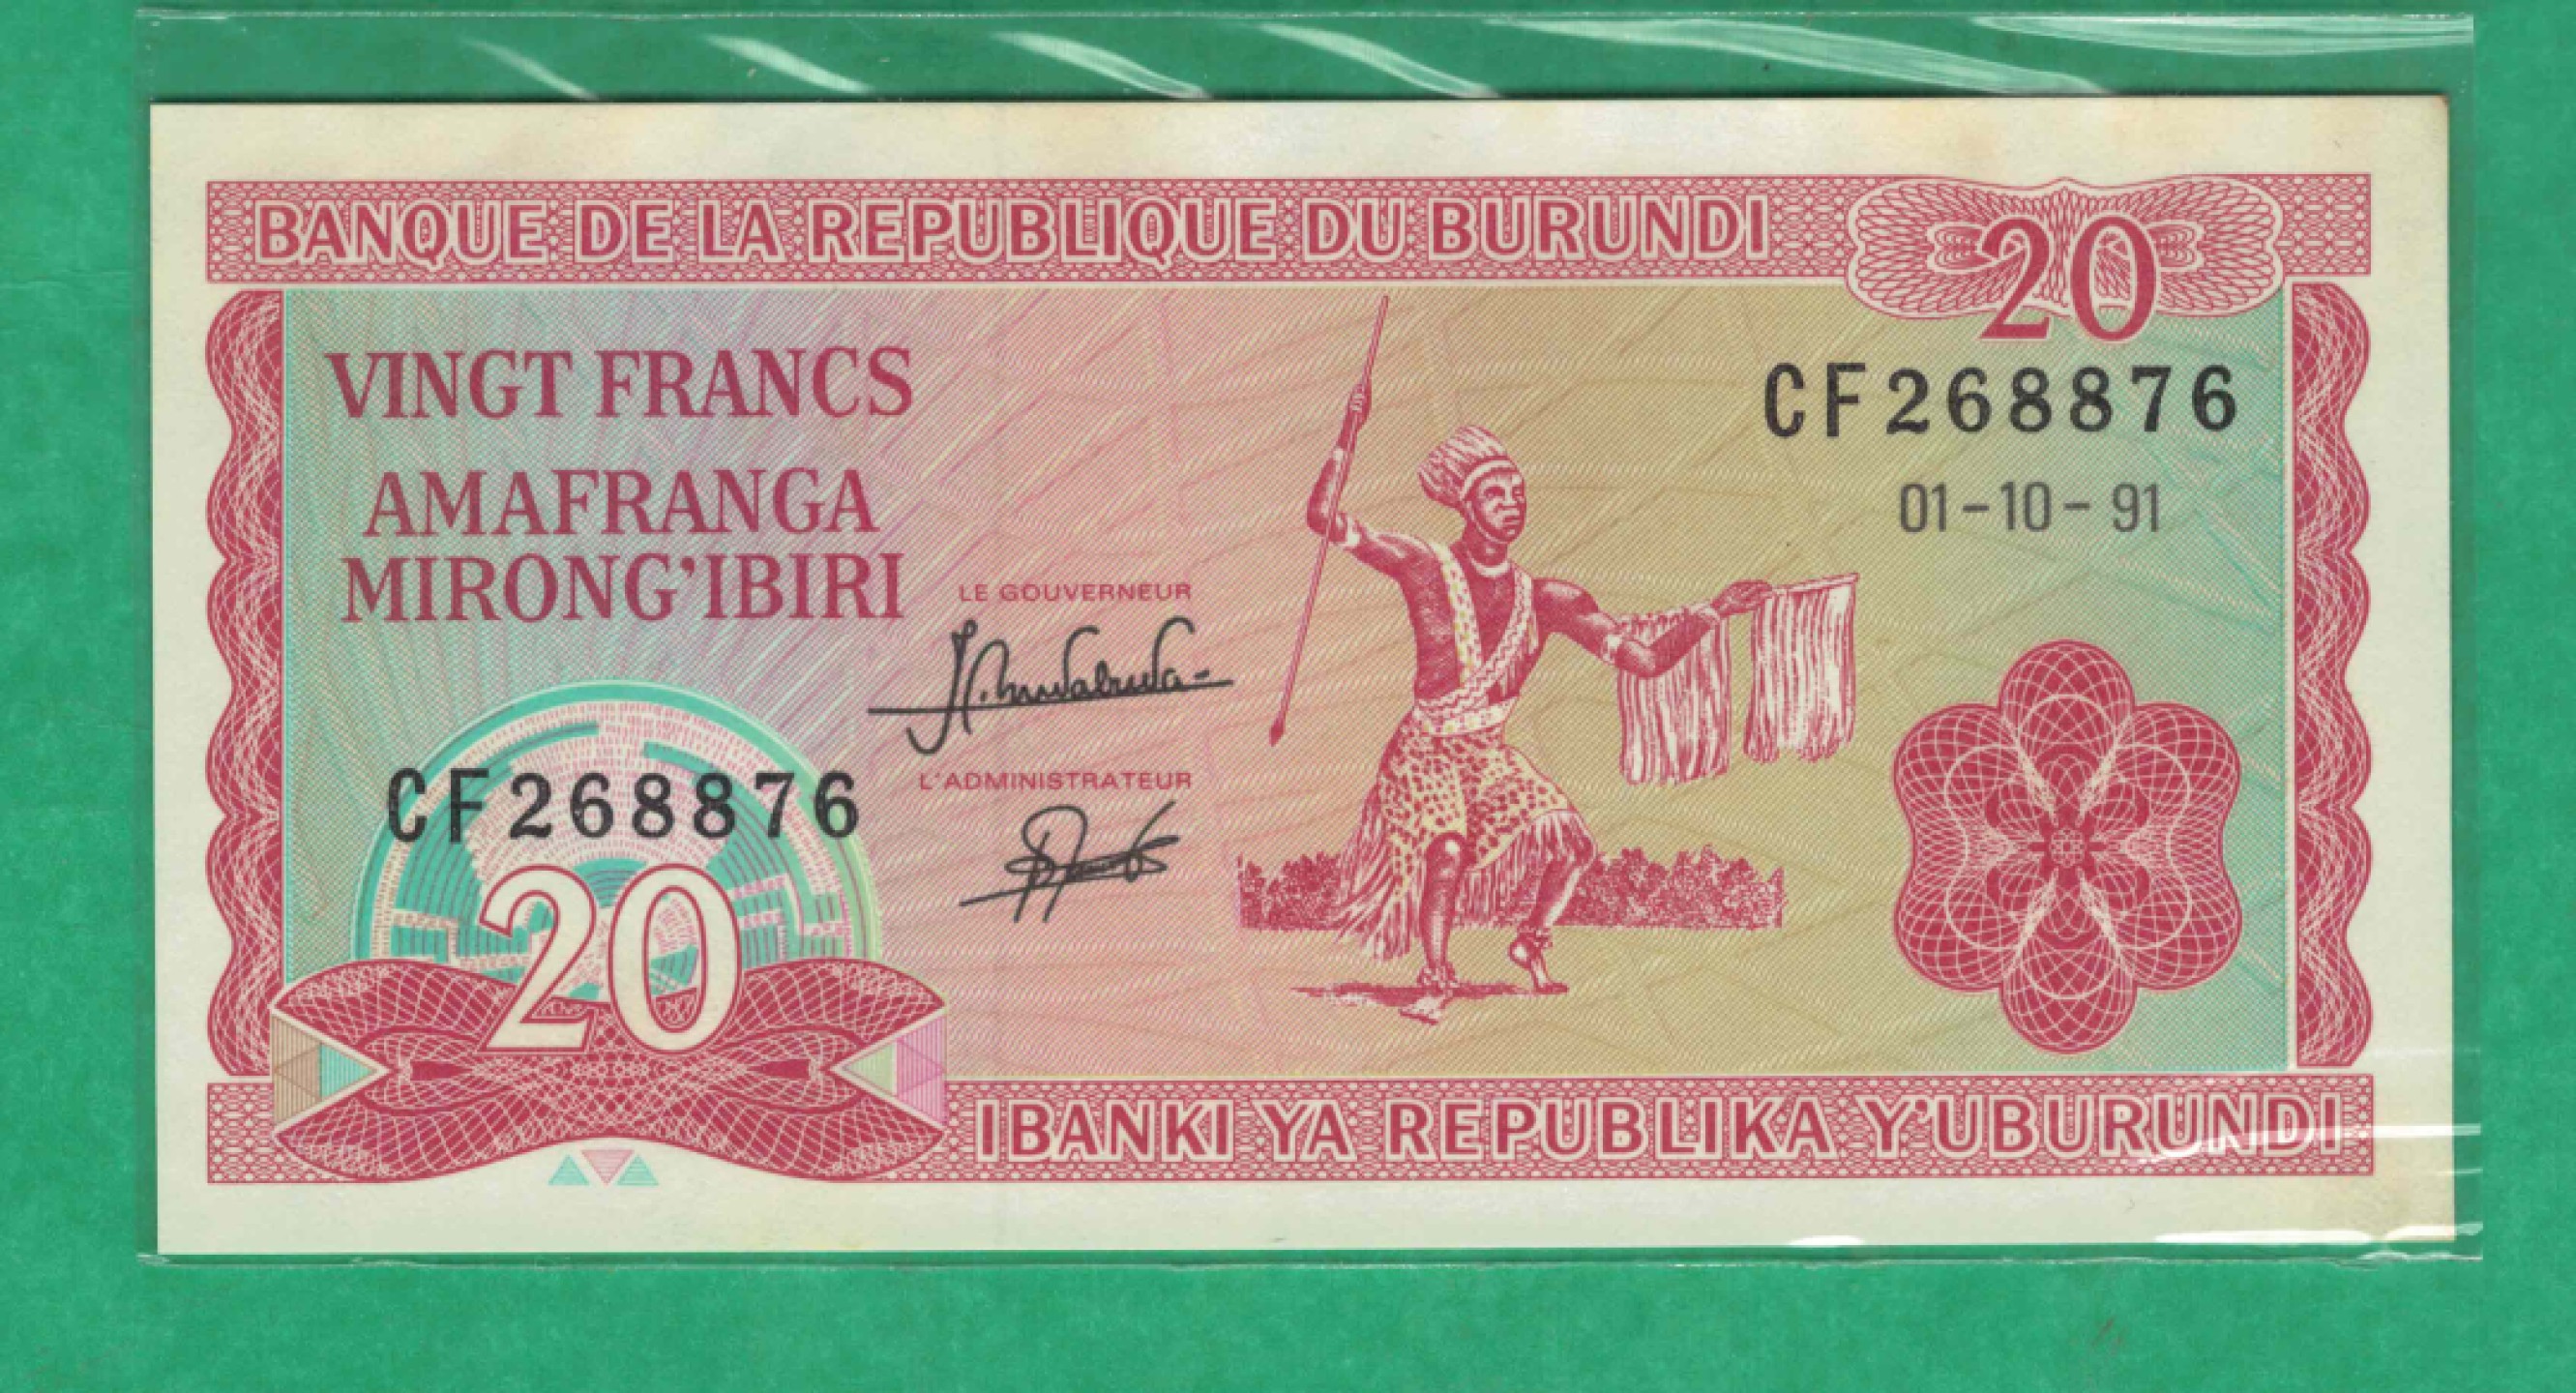 BANQUE DE LA REPUBLIQUE DU BURUNDI
20
VINGT FRANCS
CF268876
AMAFRANGA
MIRONG'IBIRI
01-10-91
LE GOUVERNEUR
L'ADMINISTRATEUR
CF268876
20
IBANKI YA REPUBLIKA Y'UBURUNDI